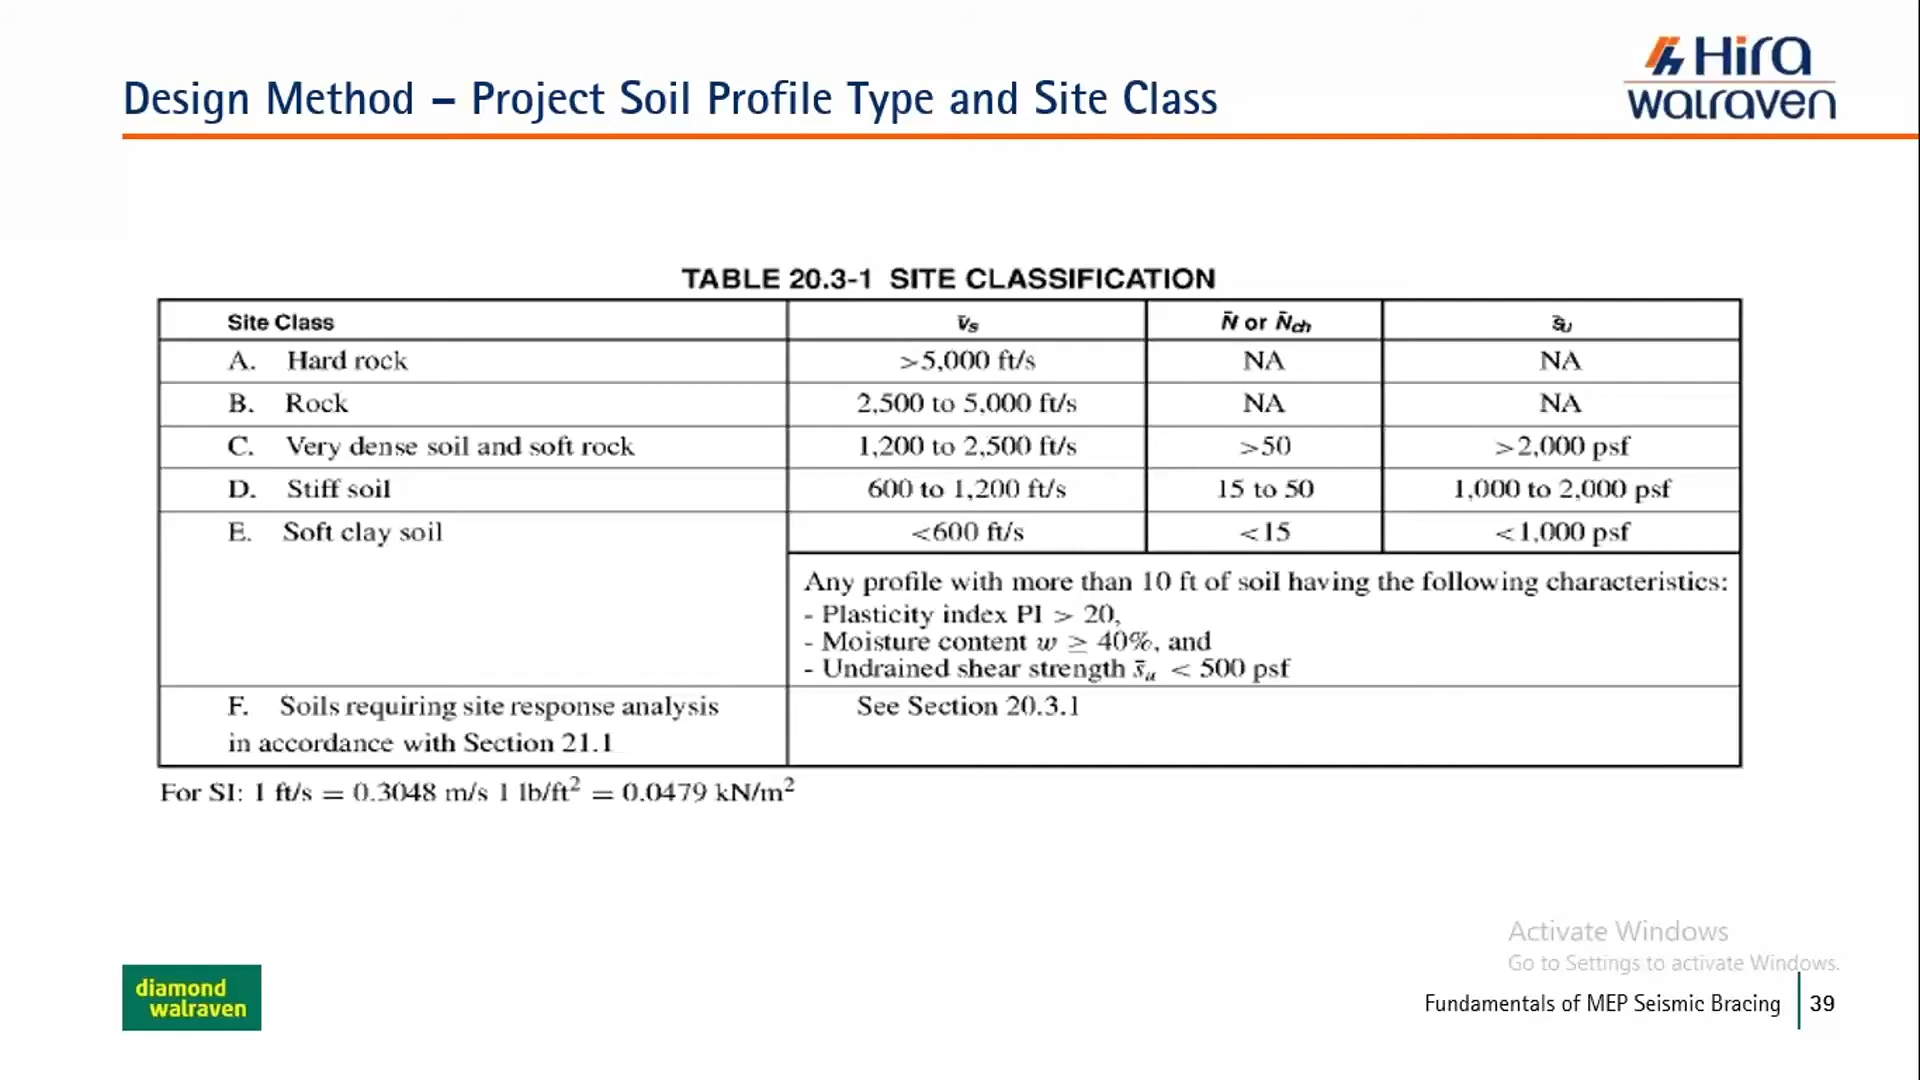 Hira
walraven
Design Method – Project Soil Profile Type and Site Class
TABLE 20.3-1 SITE CLASSIFICATION
Site Class v̄s N̄ or N̄ch s̄u
A. Hard rock >5,000 ft/s NA NA
B. Rock 2,500 to 5,000 ft/s NA NA
C. Very dense soil and soft rock 1,200 to 2,500 ft/s >50 >2,000 psf
D. Stiff soil 600 to 1,200 ft/s 15 to 50 1,000 to 2,000 psf
E. Soft clay soil <600 ft/s <15 <1,000 psf
Any profile with more than 10 ft of soil having the following characteristics:
- Plasticity index PI > 20,
- Moisture content w ≥ 40%, and
- Undrained shear strength s̄u < 500 psf
F. Soils requiring site response analysis See Section 20.3.1
in accordance with Section 21.1
For SI: 1 ft/s = 0.3048 m/s 1 lb/ft² = 0.0479 kN/m²
Activate Windows
Go to Settings to activate Windows.
diamond
walraven
Fundamentals of MEP Seismic Bracing 39